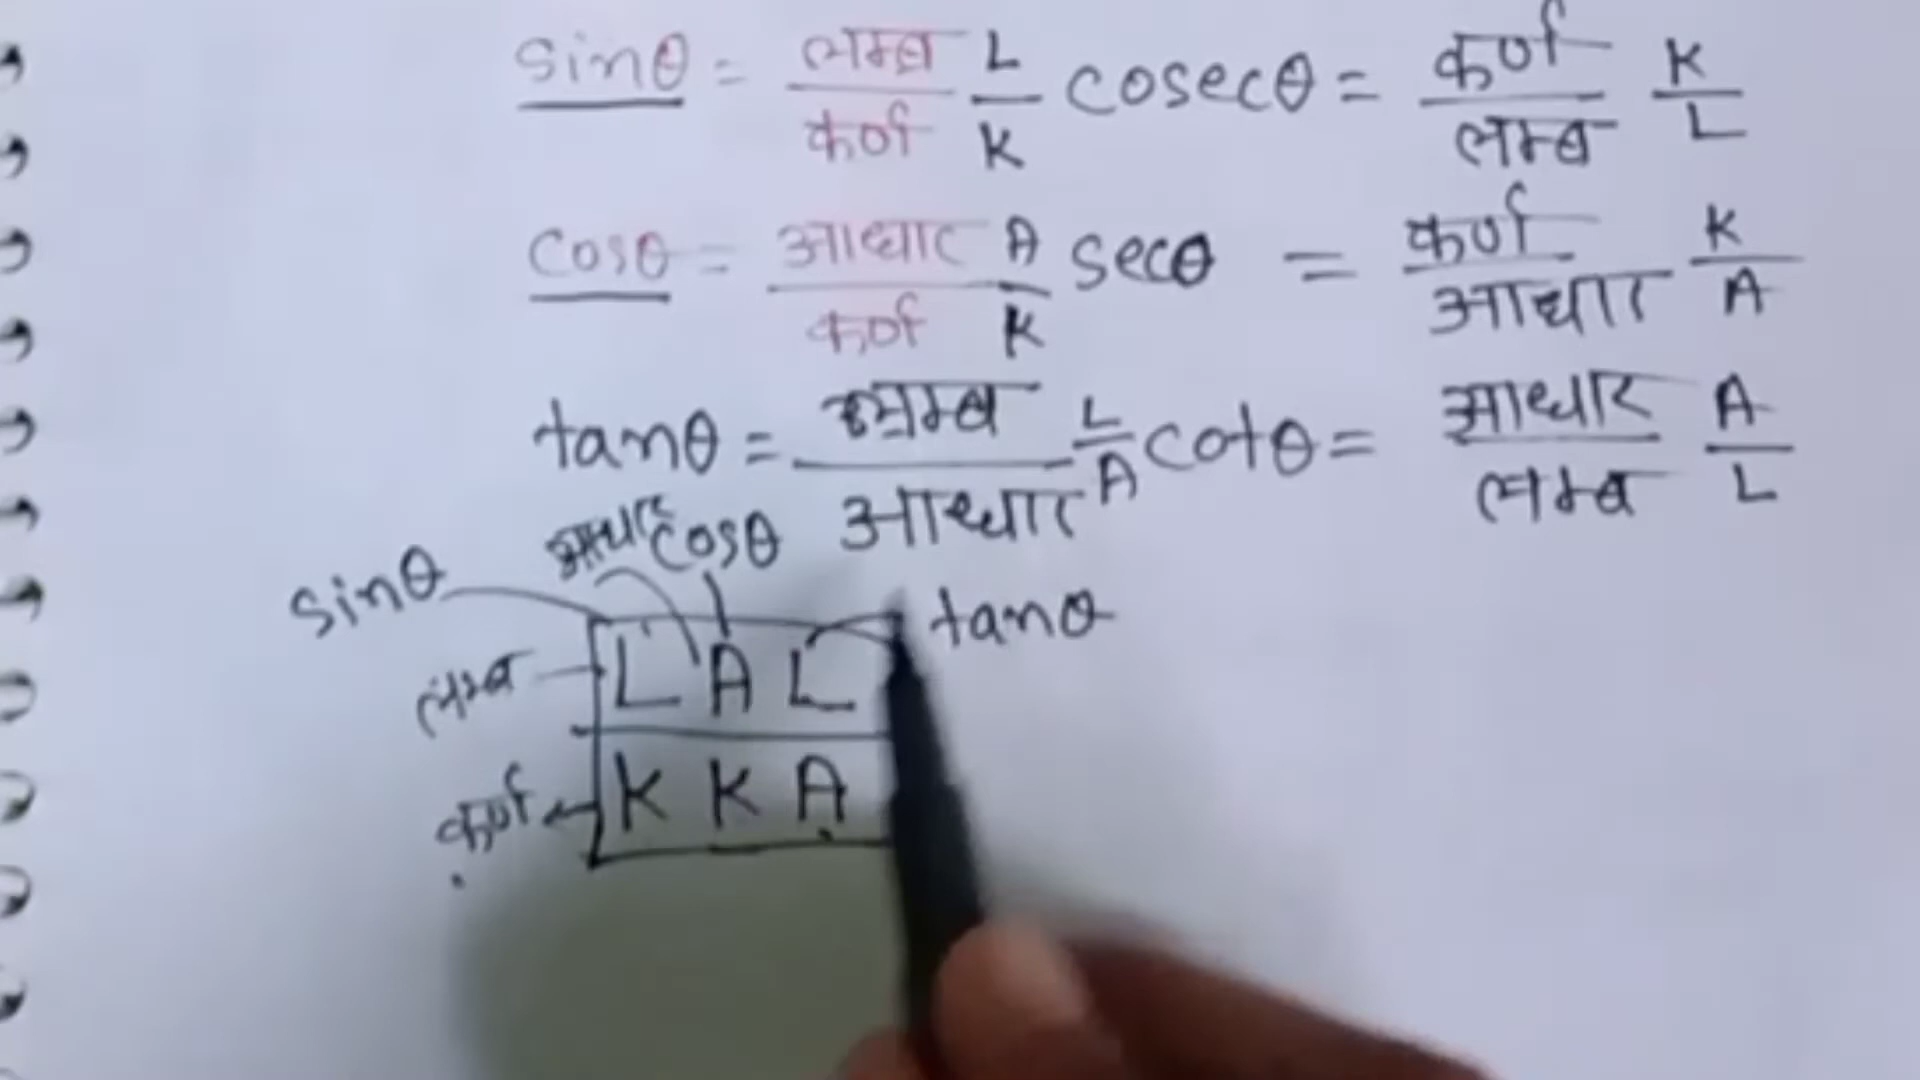 sinθ = लम्ब/कर्ण L/K cosecθ = कर्ण/लम्ब K/L
cosθ = आधार/कर्ण A/K secθ = कर्ण/आधार K/A
tanθ = लम्ब/आधार L/A cotθ = आधार/लम्ब A/L
sinθ आधार cosθ tanθ
लम्ब L A L
कर्ण K K A